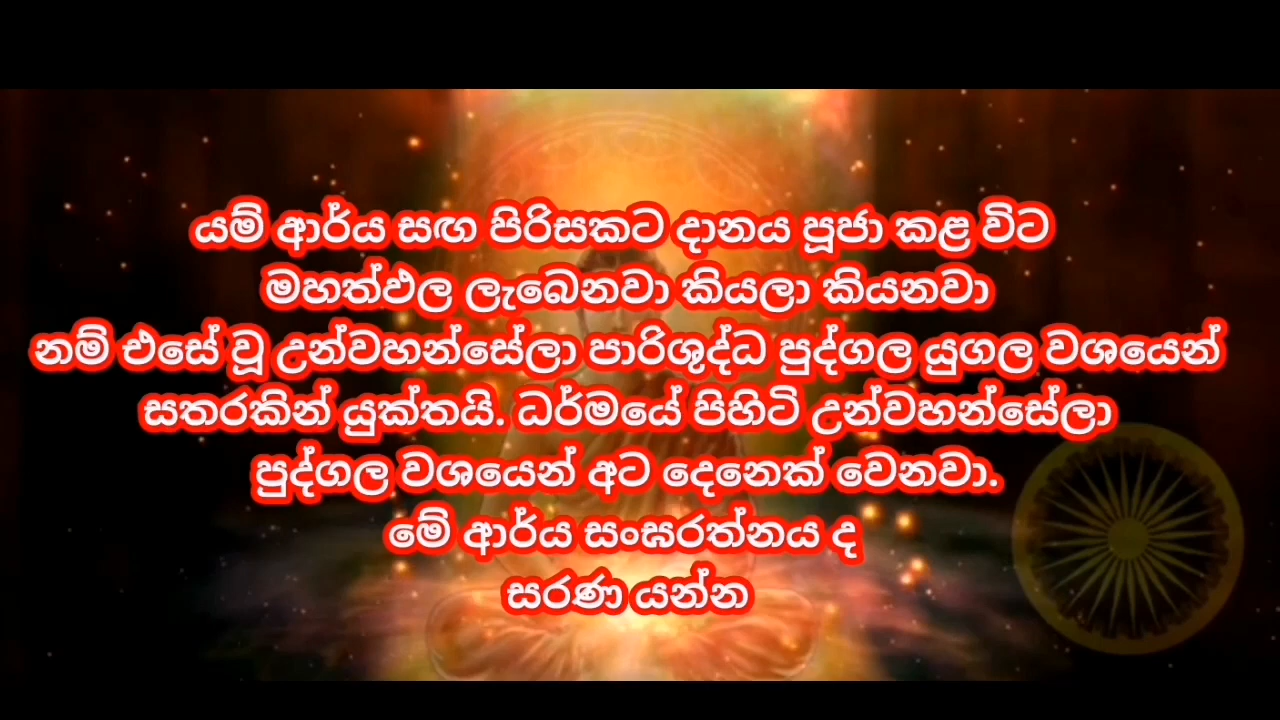 යම් ආර්ය සඟ පිරිසකට දානය පූජා කළ විට
මහත්ඵල ලැබෙනවා කියලා කියනවා
නම් එසේ වූ උන්වහන්සේලා පාරිශුද්ධ පුද්ගල යුගල වශයෙන්
සතරකින් යුක්තයි. ධර්මයේ පිහිටි උන්වහන්සේලා
පුද්ගල වශයෙන් අට දෙනෙක් වෙනවා.
මේ ආර්ය සංඝරත්නය ද
සරණ යන්න